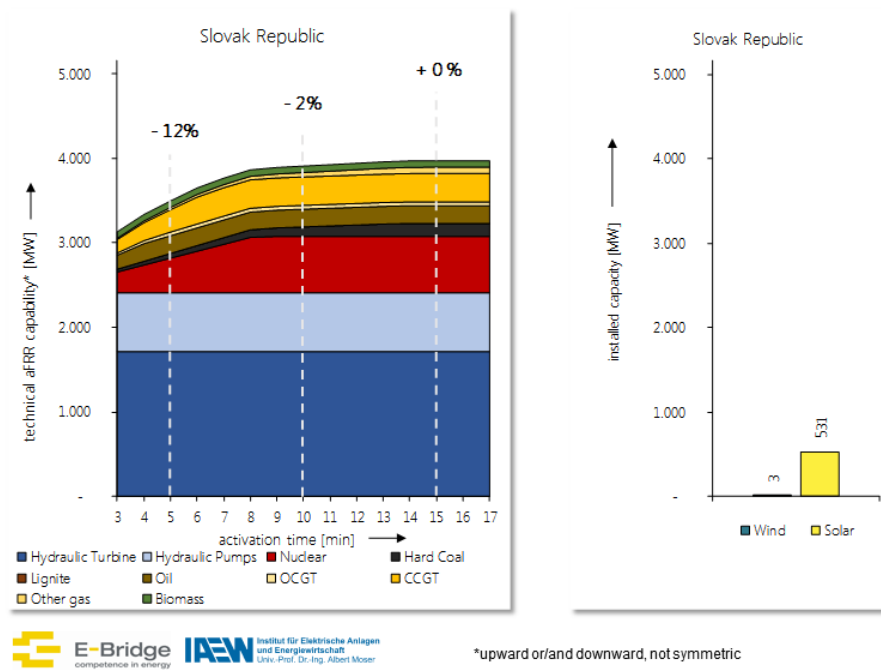 Slovak Republic
5.000
4.000
3.000
2.000
1.000
-
technical aFRR capability* [MW]
- 12%
- 2%
+ 0 %
3 4 5 6 7 8 9 10 11 12 13 14 15 16 17
activation time [min]
Hydraulic Turbine Hydraulic Pumps Nuclear Hard Coal
Lignite Oil OCGT CCGT
Other gas Biomass
Slovak Republic
5.000
4.000
3.000
2.000
1.000
-
installed capacity [MW]
3
531
Wind Solar
E-Bridge
competence in energy
IAEW
Institut für Elektrische Anlagen
und Energiewirtschaft
Univ.-Prof. Dr.-Ing. Albert Moser
*upward or/and downward, not symmetric